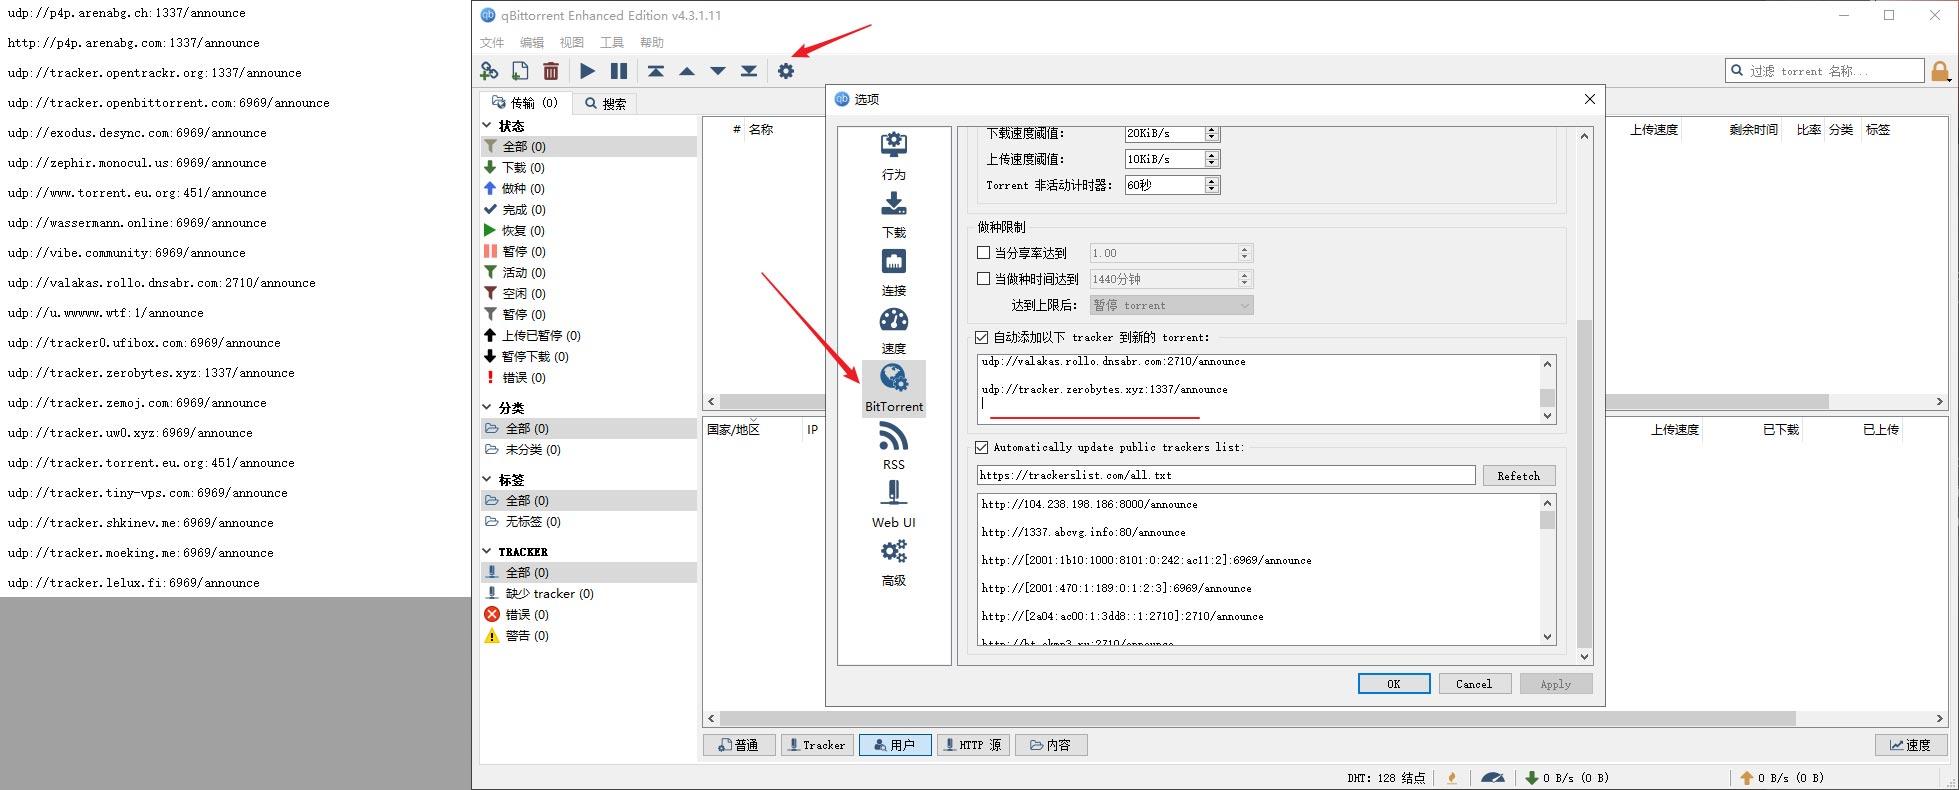 udp://p4p.arenabg.ch:1337/announce
http://p4p.arenabg.com:1337/announce
udp://tracker.opentrackr.org:1337/announce
udp://tracker.openbittorrent.com:6969/announce
udp://exodus.desync.com:6969/announce
udp://zephir.monocul.us:6969/announce
udp://www.torrent.eu.org:451/announce
udp://wassermann.online:6969/announce
udp://vibe.community:6969/announce
udp://valakas.rollo.dnsabr.com:2710/announce
udp://u.wwwww.wtf:1/announce
udp://tracker0.ufibox.com:6969/announce
udp://tracker.zerobytes.xyz:1337/announce
udp://tracker.zemoj.com:6969/announce
udp://tracker.uw0.xyz:6969/announce
udp://tracker.torrent.eu.org:451/announce
udp://tracker.tiny-vps.com:6969/announce
udp://tracker.shkinev.me:6969/announce
udp://tracker.moeking.me:6969/announce
udp://tracker.lelux.fi:6969/announce
qBittorrent Enhanced Edition v4.3.1.11
文件 编辑 视图 工具 帮助
过滤 torrent 名称...
传输 (0) 搜索
状态
全部 (0)
下载 (0)
做种 (0)
完成 (0)
恢复 (0)
暂停 (0)
活动 (0)
空闲 (0)
暂停 (0)
上传已暂停 (0)
暂停下载 (0)
错误 (0)
分类
全部 (0)
未分类 (0)
标签
全部 (0)
无标签 (0)
TRACKER
全部 (0)
缺少 tracker (0)
错误 (0)
警告 (0)
# 名称
上传速度 剩余时间 比率 分类 标签
国家/地区 IP
上传速度 已下载 已上传
选项
行为
下载
连接
速度
BitTorrent
RSS
Web UI
高级
下载速度阈值: 20KiB/s
上传速度阈值: 10KiB/s
Torrent 非活动计时器: 60秒
做种限制
当分享率达到 1.00
当做种时间达到 1440分钟
达到上限后: 暂停 torrent
自动添加以下 tracker 到新的 torrent:
udp://valakas.rollo.dnsabr.com:2710/announce
udp://tracker.zerobytes.xyz:1337/announce
Automatically update public trackers list:
https://trackerslist.com/all.txt Refetch
http://104.238.198.186:8000/announce
http://1337.abcvg.info:80/announce
http://[2001:1b10:1000:8101:0:242:ac11:2]:6969/announce
http://[2001:470:1:189:0:1:2:3]:6969/announce
http://[2a04:ac00:1:3dd8::1:2710]:2710/announce
http://bt.okmp3.ru:2710/announce
OK Cancel Apply
普通 Tracker 用户 HTTP 源 内容 速度
DHT: 128 结点 0 B/s (0 B) 0 B/s (0 B)